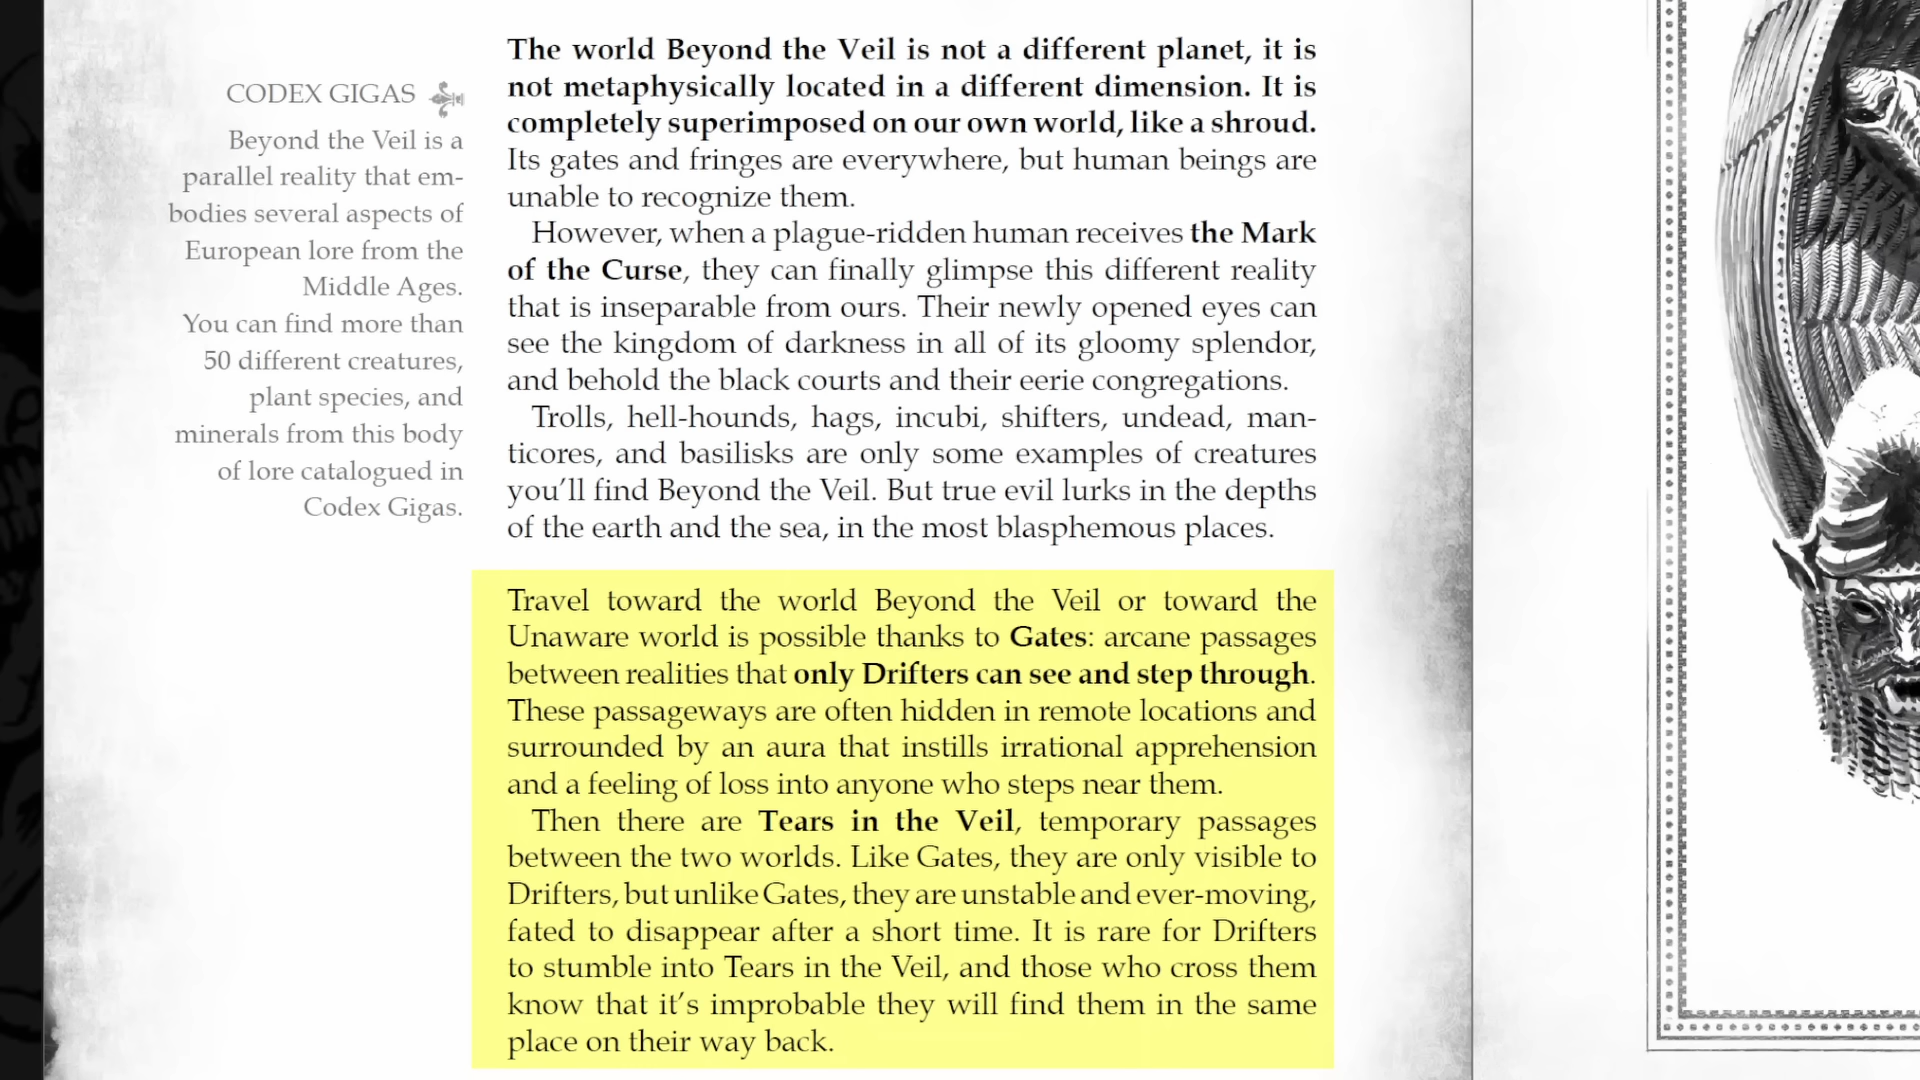 CODEX GIGAS
Beyond the Veil is a
parallel reality that em-
bodies several aspects of
European lore from the
Middle Ages.
You can find more than
50 different creatures,
plant species, and
minerals from this body
of lore catalogued in
Codex Gigas.
The world Beyond the Veil is not a different planet, it is
not metaphysically located in a different dimension. It is
completely superimposed on our own world, like a shroud.
Its gates and fringes are everywhere, but human beings are
unable to recognize them.
However, when a plague-ridden human receives the Mark
of the Curse, they can finally glimpse this different reality
that is inseparable from ours. Their newly opened eyes can
see the kingdom of darkness in all of its gloomy splendor,
and behold the black courts and their eerie congregations.
Trolls, hell-hounds, hags, incubi, shifters, undead, man-
ticores, and basilisks are only some examples of creatures
you'll find Beyond the Veil. But true evil lurks in the depths
of the earth and the sea, in the most blasphemous places.
Travel toward the world Beyond the Veil or toward the
Unaware world is possible thanks to Gates: arcane passages
between realities that only Drifters can see and step through.
These passageways are often hidden in remote locations and
surrounded by an aura that instills irrational apprehension
and a feeling of loss into anyone who steps near them.
Then there are Tears in the Veil, temporary passages
between the two worlds. Like Gates, they are only visible to
Drifters, but unlike Gates, they are unstable and ever-moving,
fated to disappear after a short time. It is rare for Drifters
to stumble into Tears in the Veil, and those who cross them
know that it's improbable they will find them in the same
place on their way back.